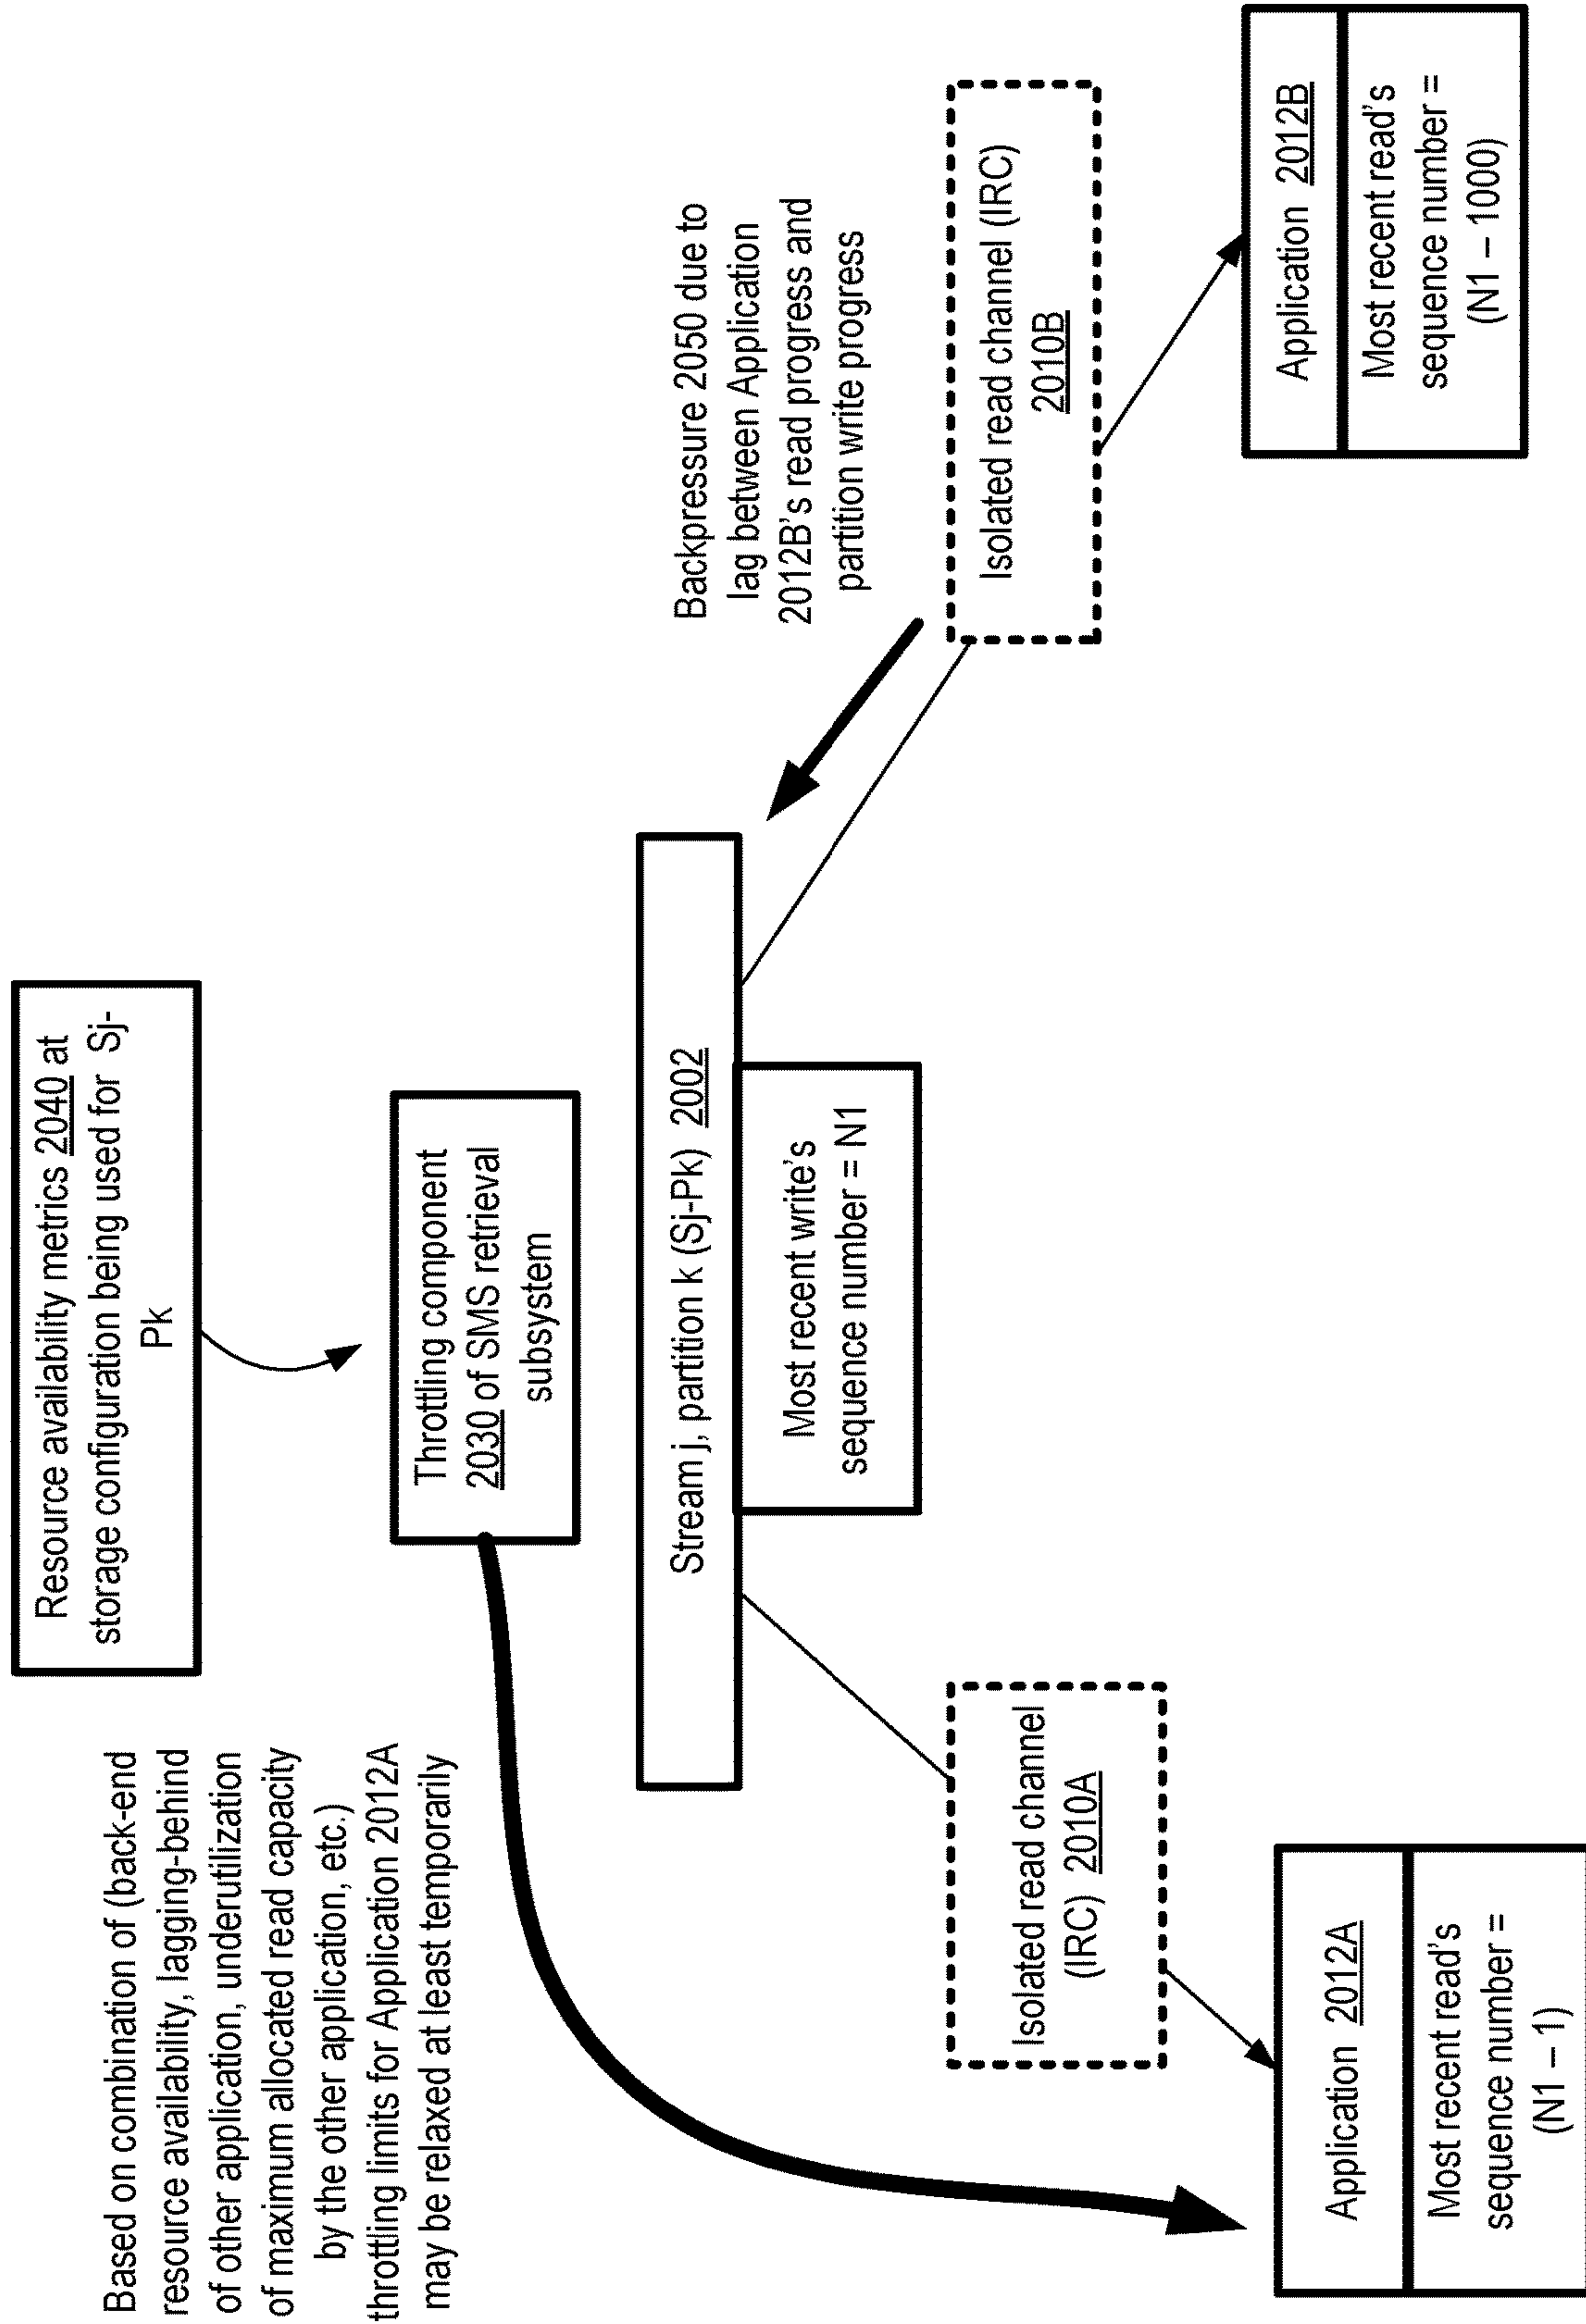 Resource availability metrics 2040 at
storage configuration being used for Sj-
Pk
Based on combination of (back-end
resource availability, lagging-behind
of other application, underutilization
of maximum allocated read capacity
by the other application, etc.)
throttling limits for Application 2012A
may be relaxed at least temporarily
Throttling component
2030 of SMS retrieval
subsystem
Stream j, partition k (Sj-Pk) 2002
Most recent write's
sequence number = N1
Backpressure 2050 due to
lag between Application
2012B's read progress and
partition write progress
Isolated read channel
(IRC) 2010A
Isolated read channel (IRC)
2010B
Application 2012A
Most recent read's
sequence number =
(N1 – 1)
Application 2012B
Most recent read's
sequence number =
(N1 – 1000)